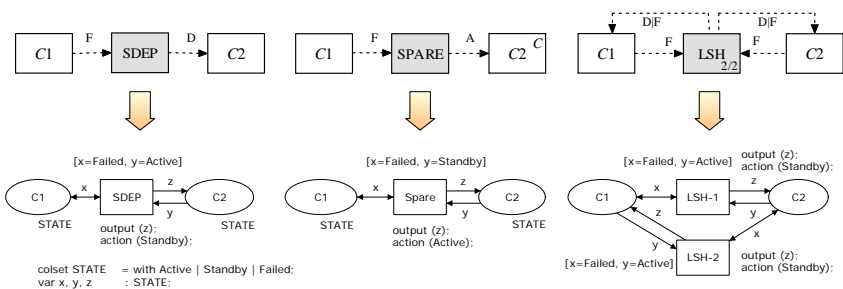 D|F D|F
C1 F SDEP D C2
C1 F SPARE A C2 C
C1 F LSH 2/2 F C2
[x=Failed, y=Active]
C1 x SDEP z y C2
STATE STATE
output (z);
action (Standby);
colset STATE = with Active | Standby | Failed;
var x, y, z : STATE;
[x=Failed, y=Standby]
C1 x Spare z y C2
STATE STATE
output (z);
action (Active);
[x=Failed, y=Active]
output (z);
action (Standby);
C1 x LSH-1 z y C2
z x
y LSH-2
[x=Failed, y=Active]
output (z);
action (Standby);